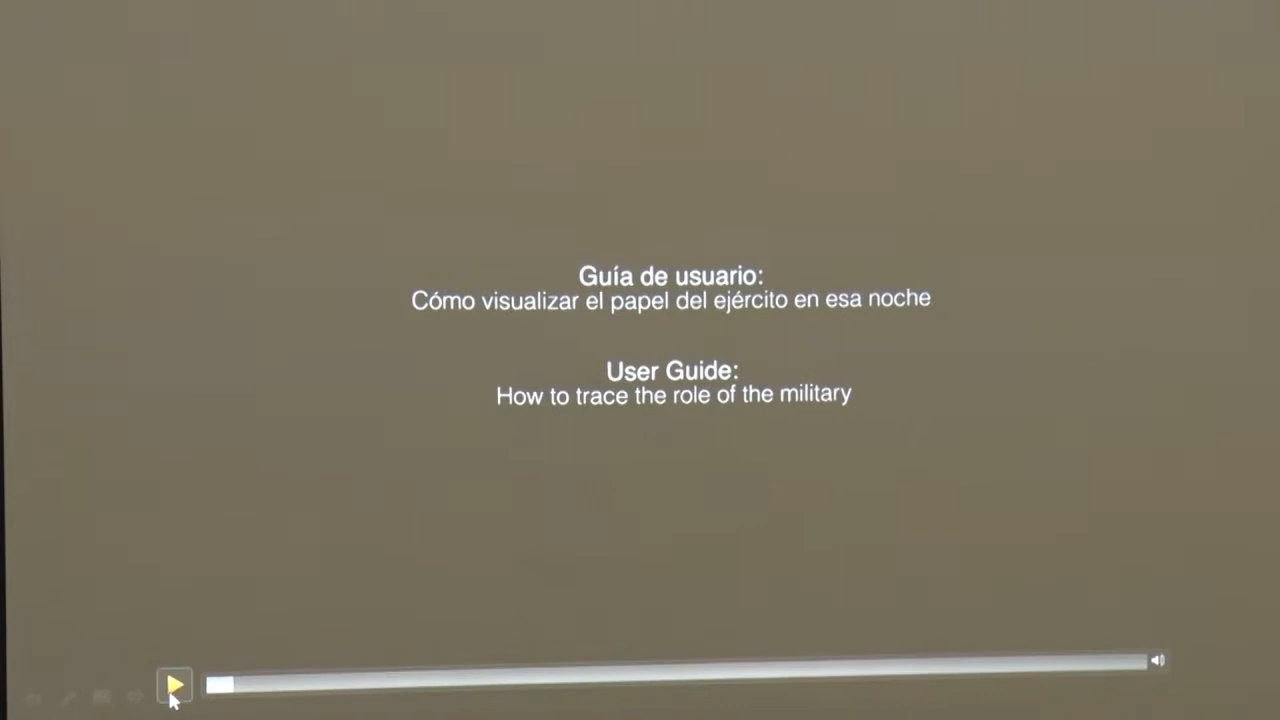 Guía de usuario:
Cómo visualizar el papel del ejército en esa noche
User Guide:
How to trace the role of the military